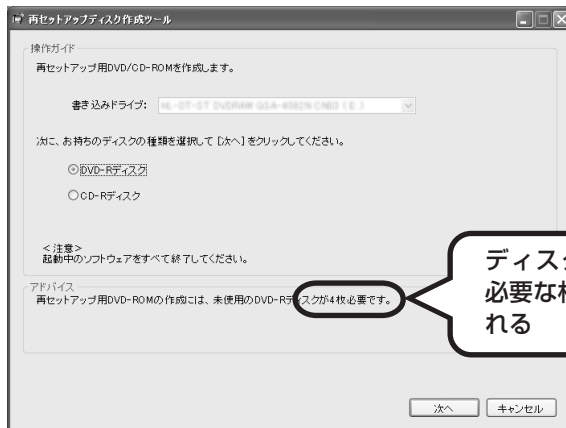 再セットアップディスク作成ツール
操作ガイド
再セットアップ用DVD/CD-ROMを作成します。
書き込みドライブ:
次に、お持ちのディスクの種類を選択して[次へ]をクリックしてください。
DVD-Rディスク
CD-Rディスク
<注意>
起動中のソフトウェアをすべて終了してください。
アドバイス
再セットアップ用DVD-ROMの作成には、未使用のDVD-Rディスクが4枚必要です。
ディスク
必要な枚
れる
次へ
キャンセル